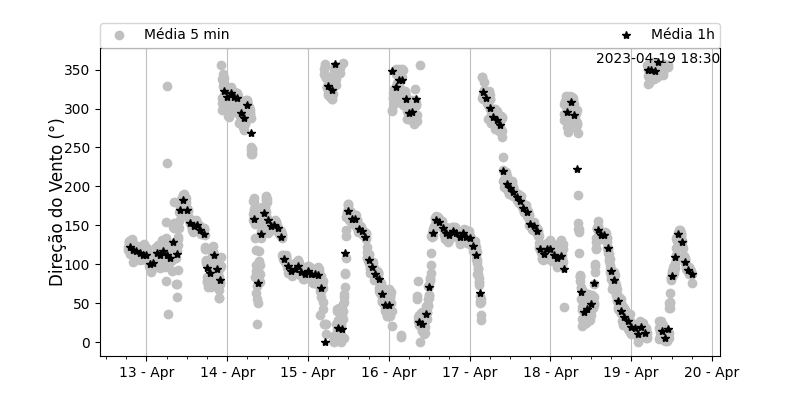 Média 5 min
Média 1h
2023-04-19 18:30
Direção do Vento (°)
350
300
250
200
150
100
50
0
13 - Apr
14 - Apr
15 - Apr
16 - Apr
17 - Apr
18 - Apr
19 - Apr
20 - Apr